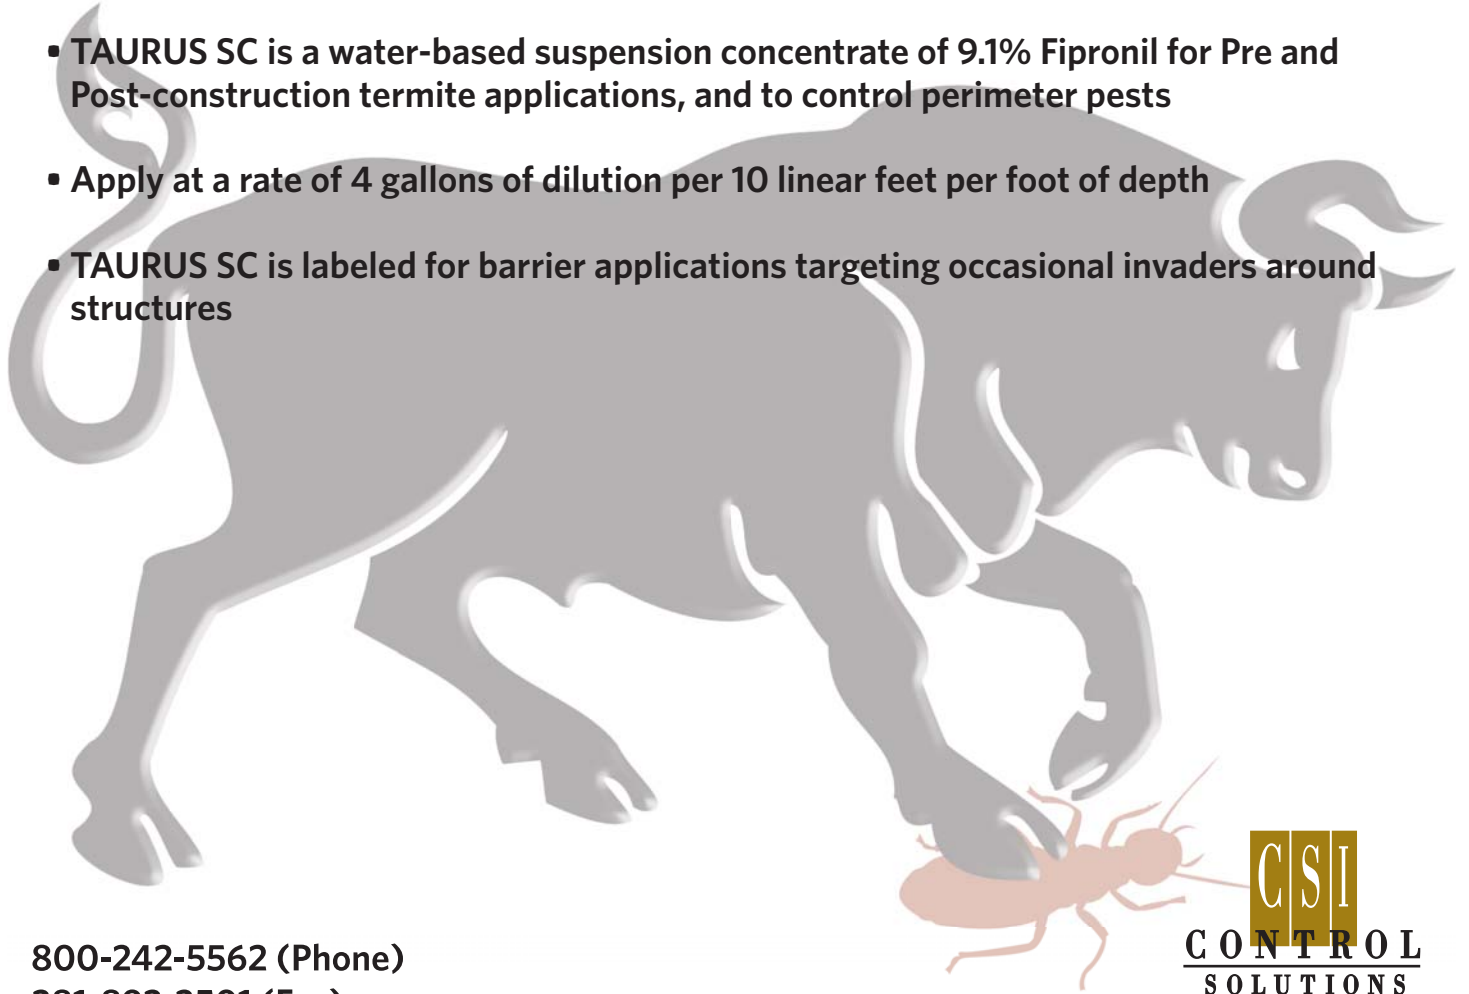 • TAURUS SC is a water-based suspension concentrate of 9.1% Fipronil for Pre and
Post-construction termite applications, and to control perimeter pests
• Apply at a rate of 4 gallons of dilution per 10 linear feet per foot of depth
• TAURUS SC is labeled for barrier applications targeting occasional invaders around
structures
800-242-5562 (Phone)
CSI
CONTROL
SOLUTIONS